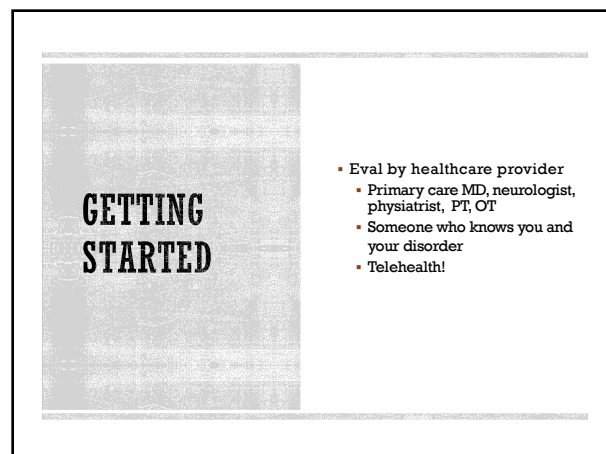 GETTING
STARTED
▪ Eval by healthcare provider
▪ Primary care MD, neurologist,
physiatrist, PT, OT
▪ Someone who knows you and
your disorder
▪ Telehealth!